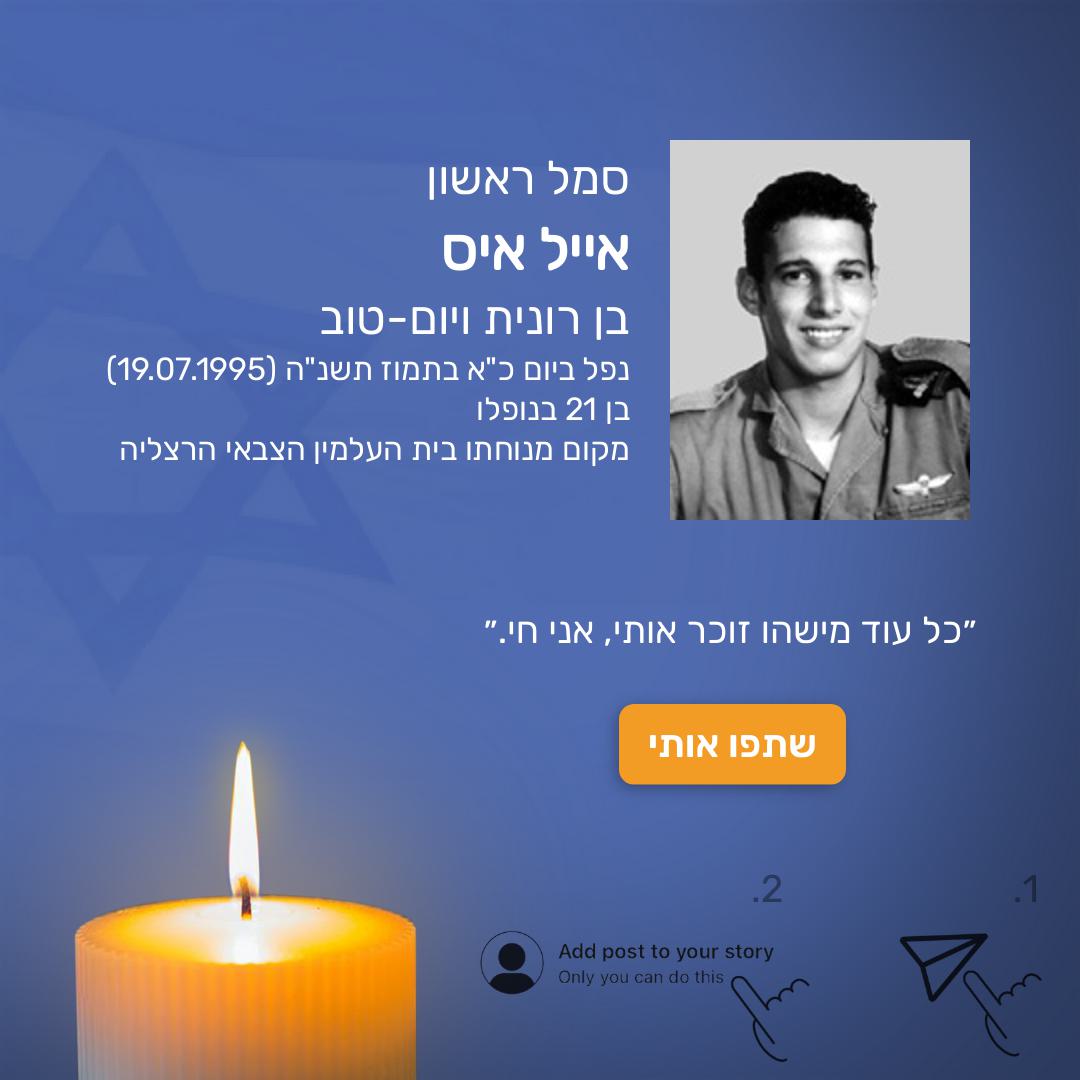 סמל ראשון
אייל איס
בן רונית ויום-טוב
נפל ביום כ"א בתמוז תשנ"ה (19.07.1995)
בן 21 בנופלו
מקום מנוחתו בית העלמין הצבאי הרצליה
״כל עוד מישהו זוכר אותי, אני חי.״
שתפו אותי
.1
.2
Add post to your story
Only you can do this